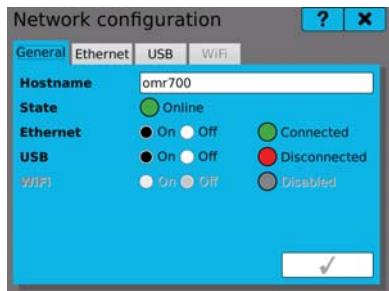 Network configuration ? ×
General Ethernet USB WiFi
Hostname omr700
State Online
Ethernet On Off Connected
USB On Off Disconnected
WiFi On Off Disabled